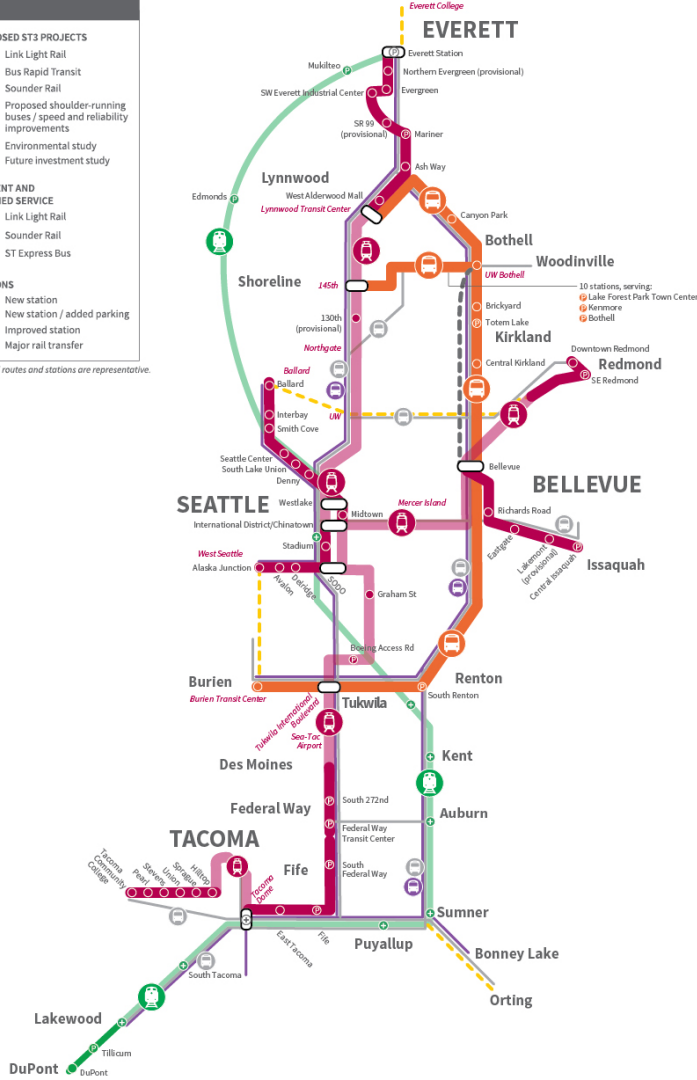 OSED ST3 PROJECTS
Link Light Rail
Bus Rapid Transit
Sounder Rail
Proposed shoulder-running
buses / speed and reliability
improvements
Environmental study
Future investment study
ENT AND
ED SERVICE
Link Light Rail
Sounder Rail
ST Express Bus
ONS
New station
New station / added parking
Improved station
Major rail transfer
routes and stations are representative.
Everett College
EVERETT
Everett Station
Mukilteo
Northern Evergreen (provisional)
SW Everett Industrial Center
Evergreen
SR 99
(provisional)
Mariner
Ash Way
Lynnwood
West Alderwood Mall
Lynnwood Transit Center
Edmonds
Canyon Park
Bothell
Woodinville
UW Bothell
Shoreline
145th
10 stations, serving:
Lake Forest Park Town Center
Kenmore
Bothell
130th
(provisional)
Brickyard
Totem Lake
Kirkland
Northgate
Downtown Redmond
Redmond
SE Redmond
Central Kirkland
Ballard
Ballard
Interbay
Smith Cove
UW
Seattle Center
South Lake Union
Denny
Bellevue
BELLEVUE
SEATTLE
Westlake
Midtown
Mercer Island
International District/Chinatown
Richards Road
Eastgate
Lakemont
(provisional)
Central Issaquah
Issaquah
Stadium
West Seattle
Alaska Junction
Avalon
Delridge
SODO
Graham St
Boeing Access Rd
Burien
Burien Transit Center
Renton
South Renton
Tukwila
Tukwila International
Boulevard
Sea-Tac
Airport
Des Moines
Kent
South 272nd
Federal Way
Auburn
Federal Way
Transit Center
TACOMA
Fife
South
Federal Way
Tacoma
Community
College
Pearl
Stevens
Union
Sprague
Hilltop
Tacoma
Dome
East Tacoma
Fife
Sumner
Puyallup
Bonney Lake
Orting
South Tacoma
Lakewood
Tillicum
DuPont
DuPont